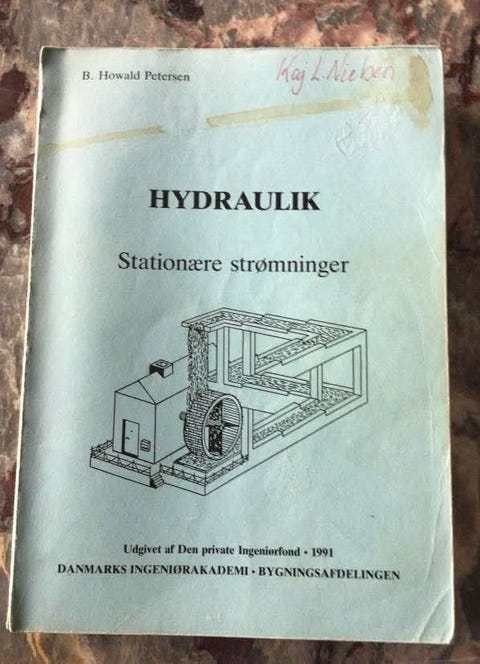 B. Howald Petersen
Kaj L. Nielsen
HYDRAULIK
Stationære strømninger
Udgivet af Den private Ingeniørfond · 1991
DANMARKS INGENIØRAKADEMI · BYGNINGSAFDELINGEN